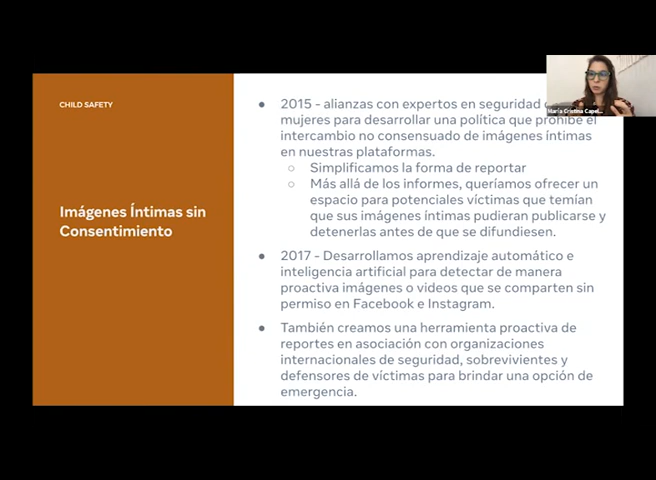 CHILD SAFETY
Imágenes Íntimas sin
Consentimiento
● 2015 - alianzas con expertos en seguridad
mujeres para desarrollar una política que prohíbe el
intercambio no consensuado de imágenes íntimas
en nuestras plataformas.
○ Simplificamos la forma de reportar
○ Más allá de los informes, queríamos ofrecer un
espacio para potenciales víctimas que temían
que sus imágenes íntimas pudieran publicarse y
detenerlas antes de que se difundiesen.
● 2017 - Desarrollamos aprendizaje automático e
inteligencia artificial para detectar de manera
proactiva imágenes o videos que se comparten sin
permiso en Facebook e Instagram.
● También creamos una herramienta proactiva de
reportes en asociación con organizaciones
internacionales de seguridad, sobrevivientes y
defensores de víctimas para brindar una opción de
emergencia.
María Cristina Capel...